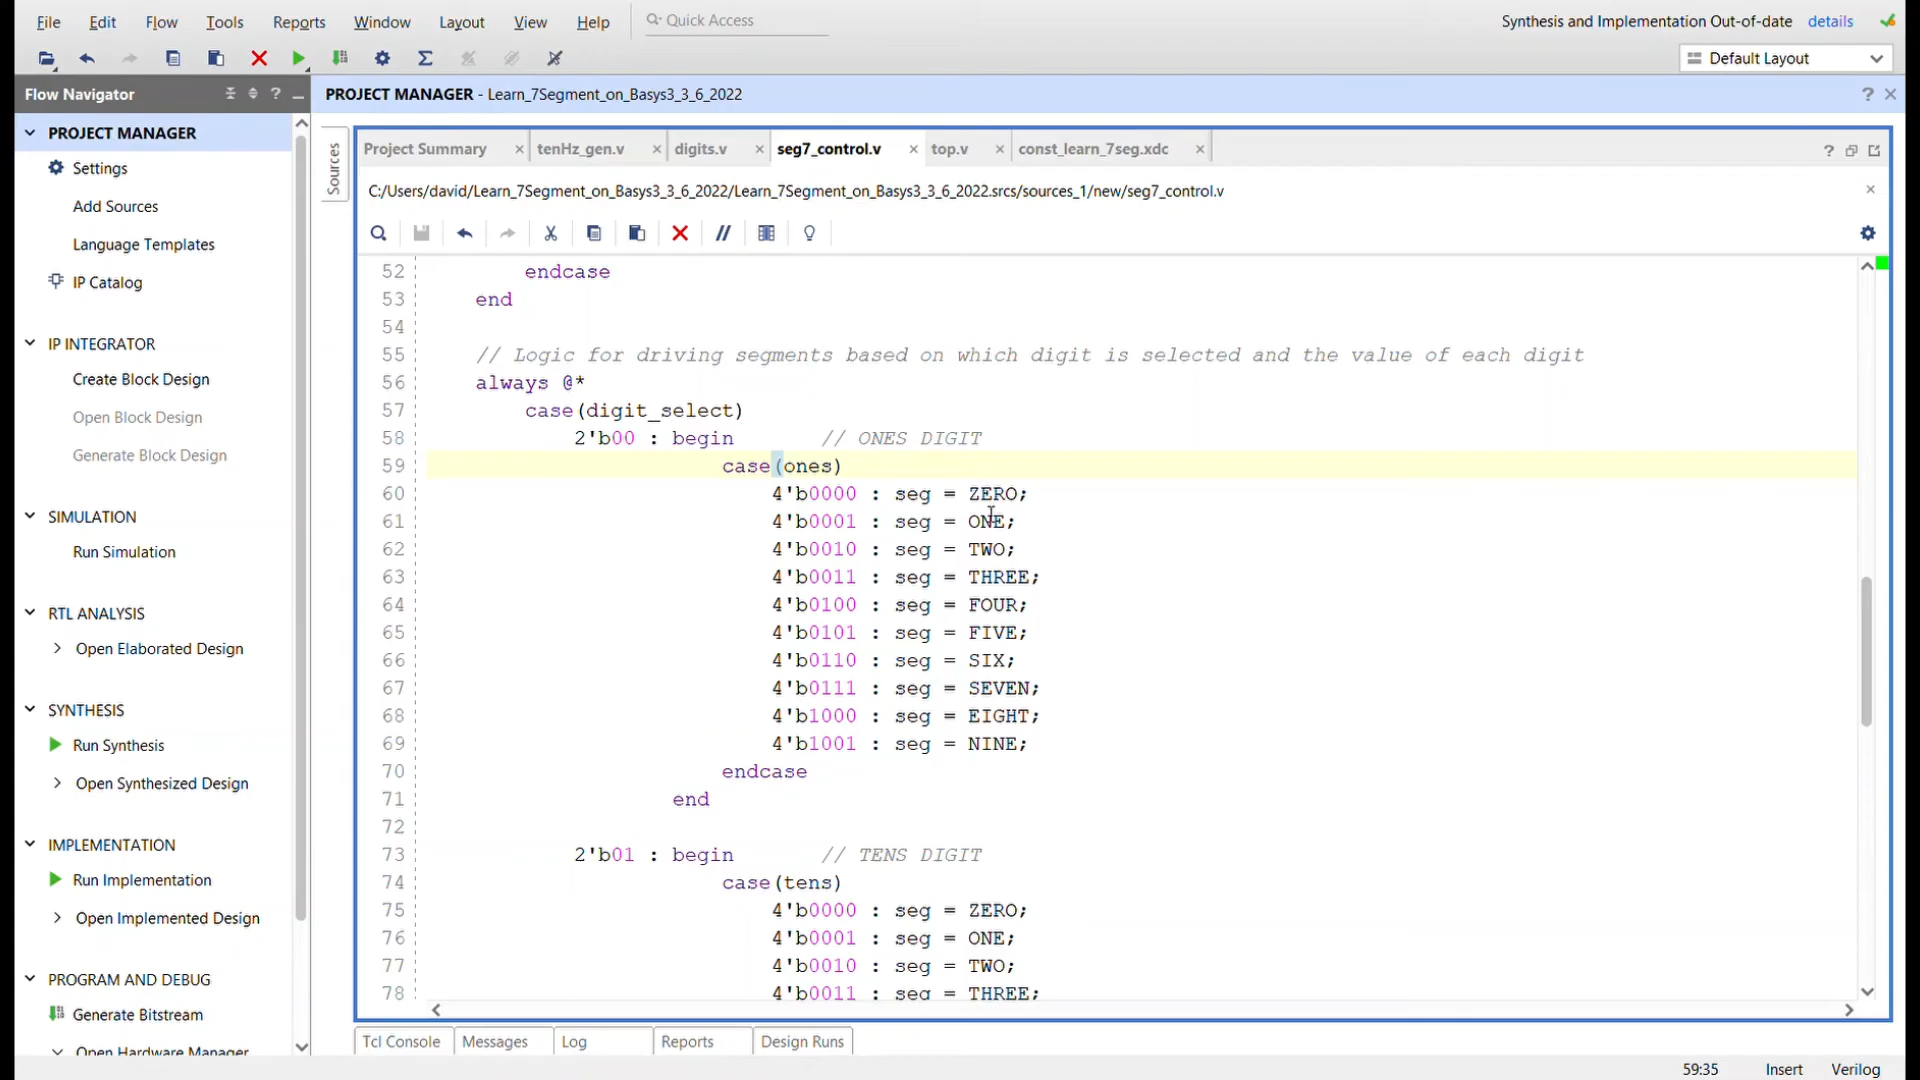 File Edit Flow Tools Reports Window Layout View Help Quick Access Synthesis and Implementation Out-of-date details
Default Layout
Flow Navigator
PROJECT MANAGER - Learn_7Segment_on_Basys3_3_6_2022
PROJECT MANAGER
Settings
Add Sources
Language Templates
IP Catalog
IP INTEGRATOR
Create Block Design
Open Block Design
Generate Block Design
SIMULATION
Run Simulation
RTL ANALYSIS
Open Elaborated Design
SYNTHESIS
Run Synthesis
Open Synthesized Design
IMPLEMENTATION
Run Implementation
Open Implemented Design
PROGRAM AND DEBUG
Generate Bitstream
Open Hardware Manager
Sources
Project Summary tenHz_gen.v digits.v seg7_control.v top.v const_learn_7seg.xdc
C:/Users/david/Learn_7Segment_on_Basys3_3_6_2022/Learn_7Segment_on_Basys3_3_6_2022.srcs/sources_1/new/seg7_control.v
52 endcase
53 end
54
55 // Logic for driving segments based on which digit is selected and the value of each digit
56 always @*
57 case(digit_select)
58 2'b00 : begin // ONES DIGIT
59 case(ones)
60 4'b0000 : seg = ZERO;
61 4'b0001 : seg = ONE;
62 4'b0010 : seg = TWO;
63 4'b0011 : seg = THREE;
64 4'b0100 : seg = FOUR;
65 4'b0101 : seg = FIVE;
66 4'b0110 : seg = SIX;
67 4'b0111 : seg = SEVEN;
68 4'b1000 : seg = EIGHT;
69 4'b1001 : seg = NINE;
70 endcase
71 end
72
73 2'b01 : begin // TENS DIGIT
74 case(tens)
75 4'b0000 : seg = ZERO;
76 4'b0001 : seg = ONE;
77 4'b0010 : seg = TWO;
78 4'b0011 : seg = THREE;
Tcl Console Messages Log Reports Design Runs
59:35 Insert Verilog